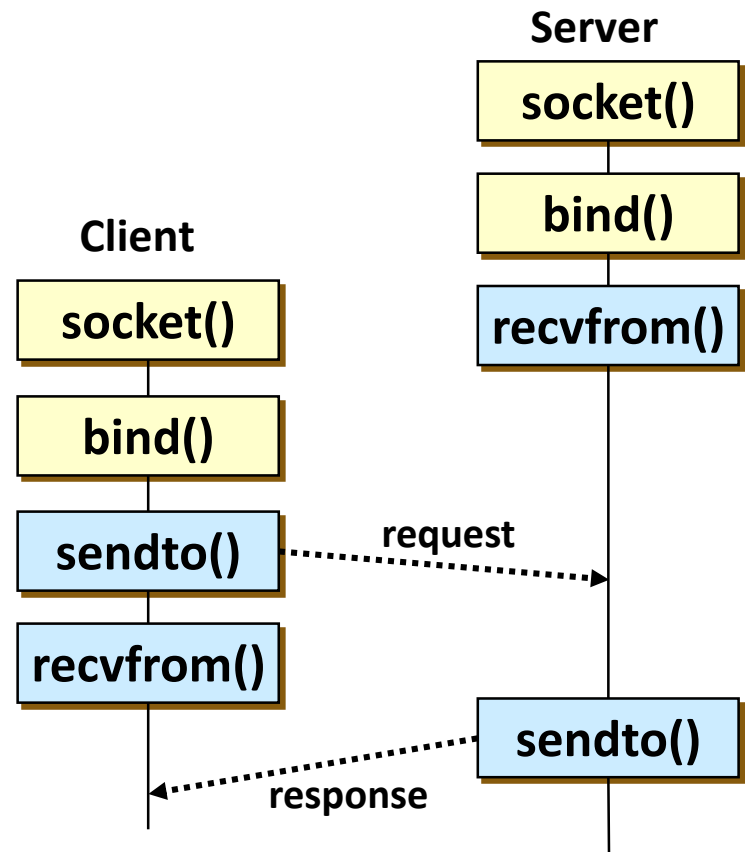 Server
socket()
bind()
recvfrom()
Client
socket()
bind()
sendto()
recvfrom()
request
sendto()
response